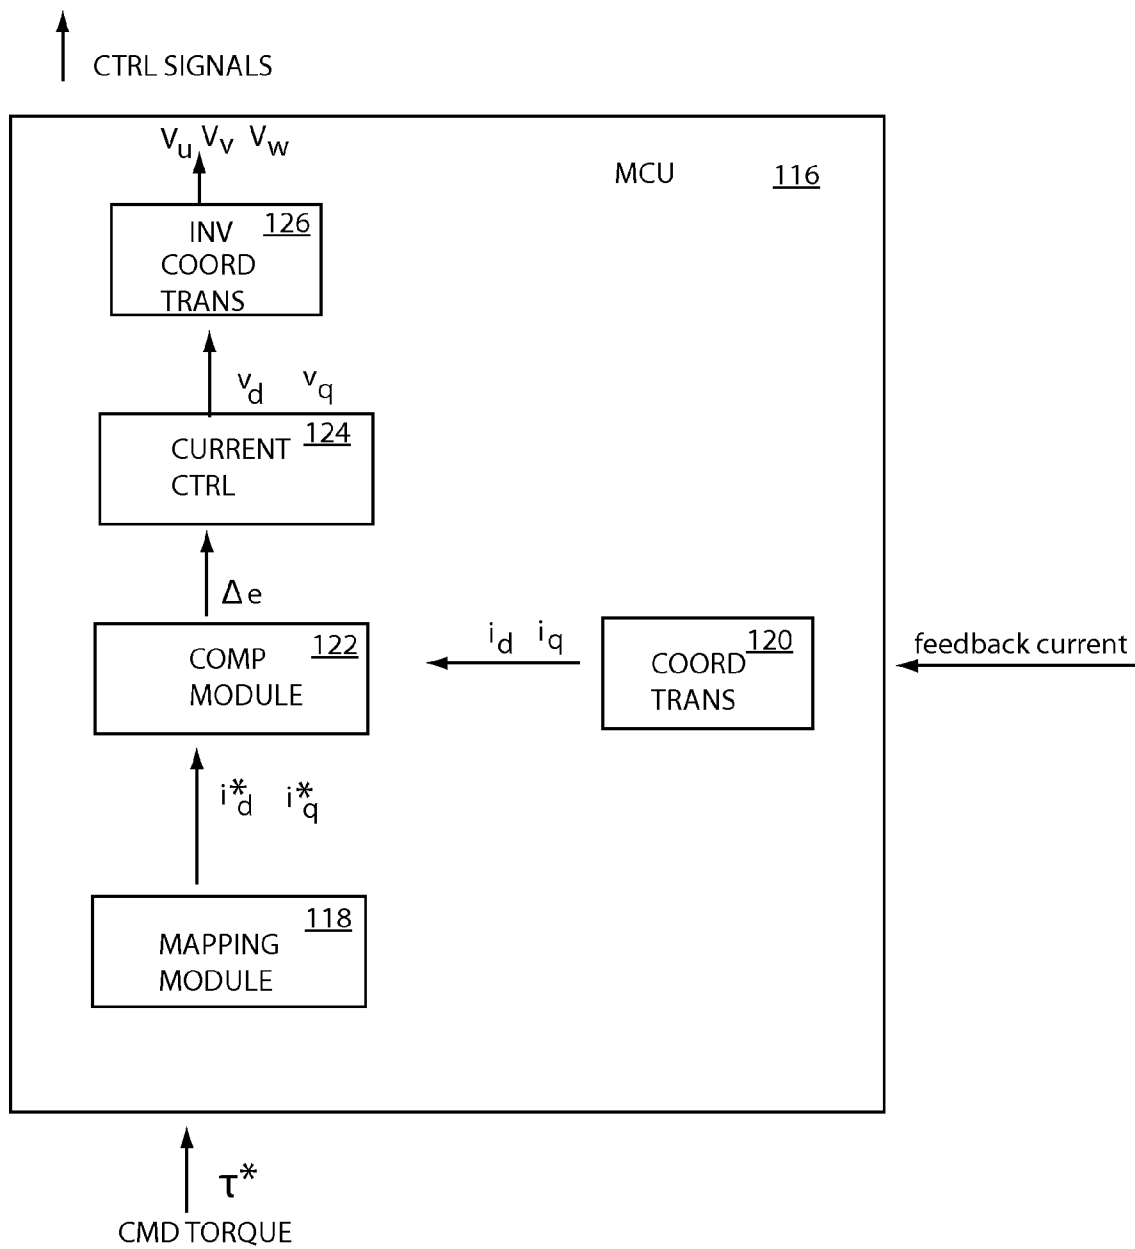 CTRL SIGNALS
Vu Vv Vw
MCU 116
INV 126
COORD
TRANS
vd vq
CURRENT 124
CTRL
Δe
COMP 122
MODULE
id iq
COORD 120
TRANS
feedback current
i*d i*q
118
MAPPING
MODULE
τ*
CMD TORQUE